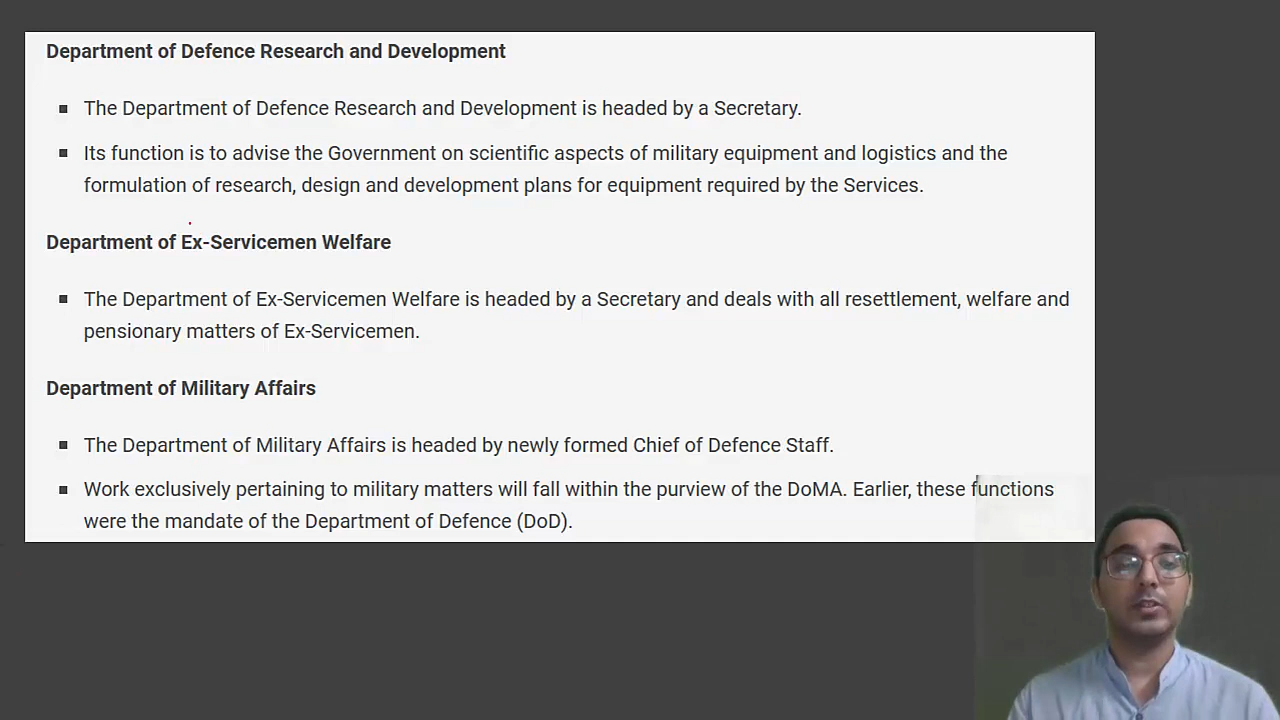 Department of Defence Research and Development
The Department of Defence Research and Development is headed by a Secretary.
Its function is to advise the Government on scientific aspects of military equipment and logistics and the
formulation of research, design and development plans for equipment required by the Services.
Department of Ex-Servicemen Welfare
The Department of Ex-Servicemen Welfare is headed by a Secretary and deals with all resettlement, welfare and
pensionary matters of Ex-Servicemen.
Department of Military Affairs
The Department of Military Affairs is headed by newly formed Chief of Defence Staff.
Work exclusively pertaining to military matters will fall within the purview of the DoMA. Earlier, these functions
were the mandate of the Department of Defence (DoD).